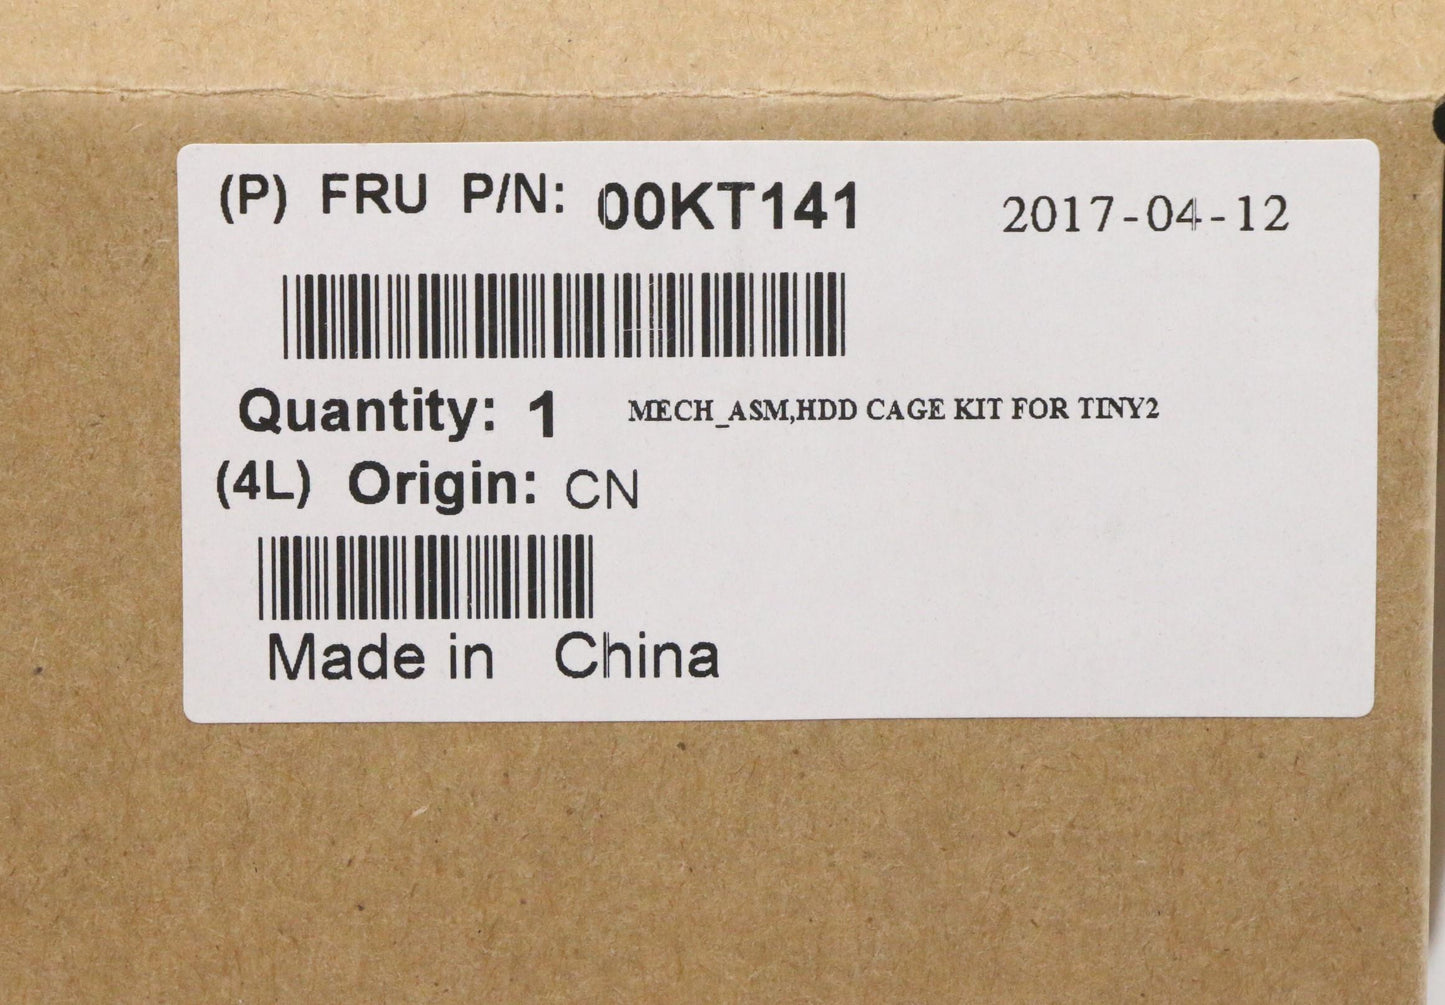 (P) FRU P/N: 00KT141 2017-04-12
Quantity: 1 MECH_ASM,HDD CAGE KIT FOR TINY2
(4L) Origin: CN
Made in China